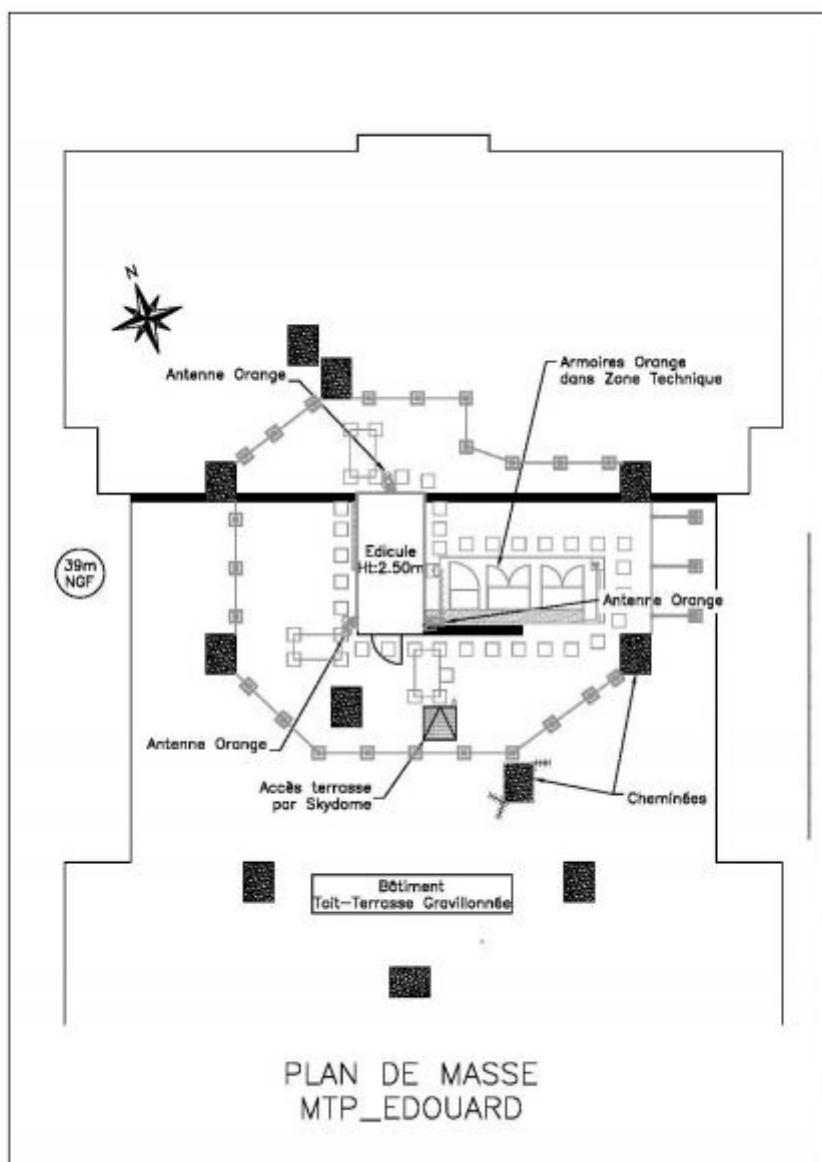 N
Antenne Orange
Armoires Orange
dans Zone Technique
Edicule
Ht:2.50m
39m
NGF
Antenne Orange
Antenne Orange
Accès terrasse
par Skydome
Cheminées
Bâtiment
Toit-Terrasse Gravillonnée
PLAN DE MASSE
MTP_EDOUARD